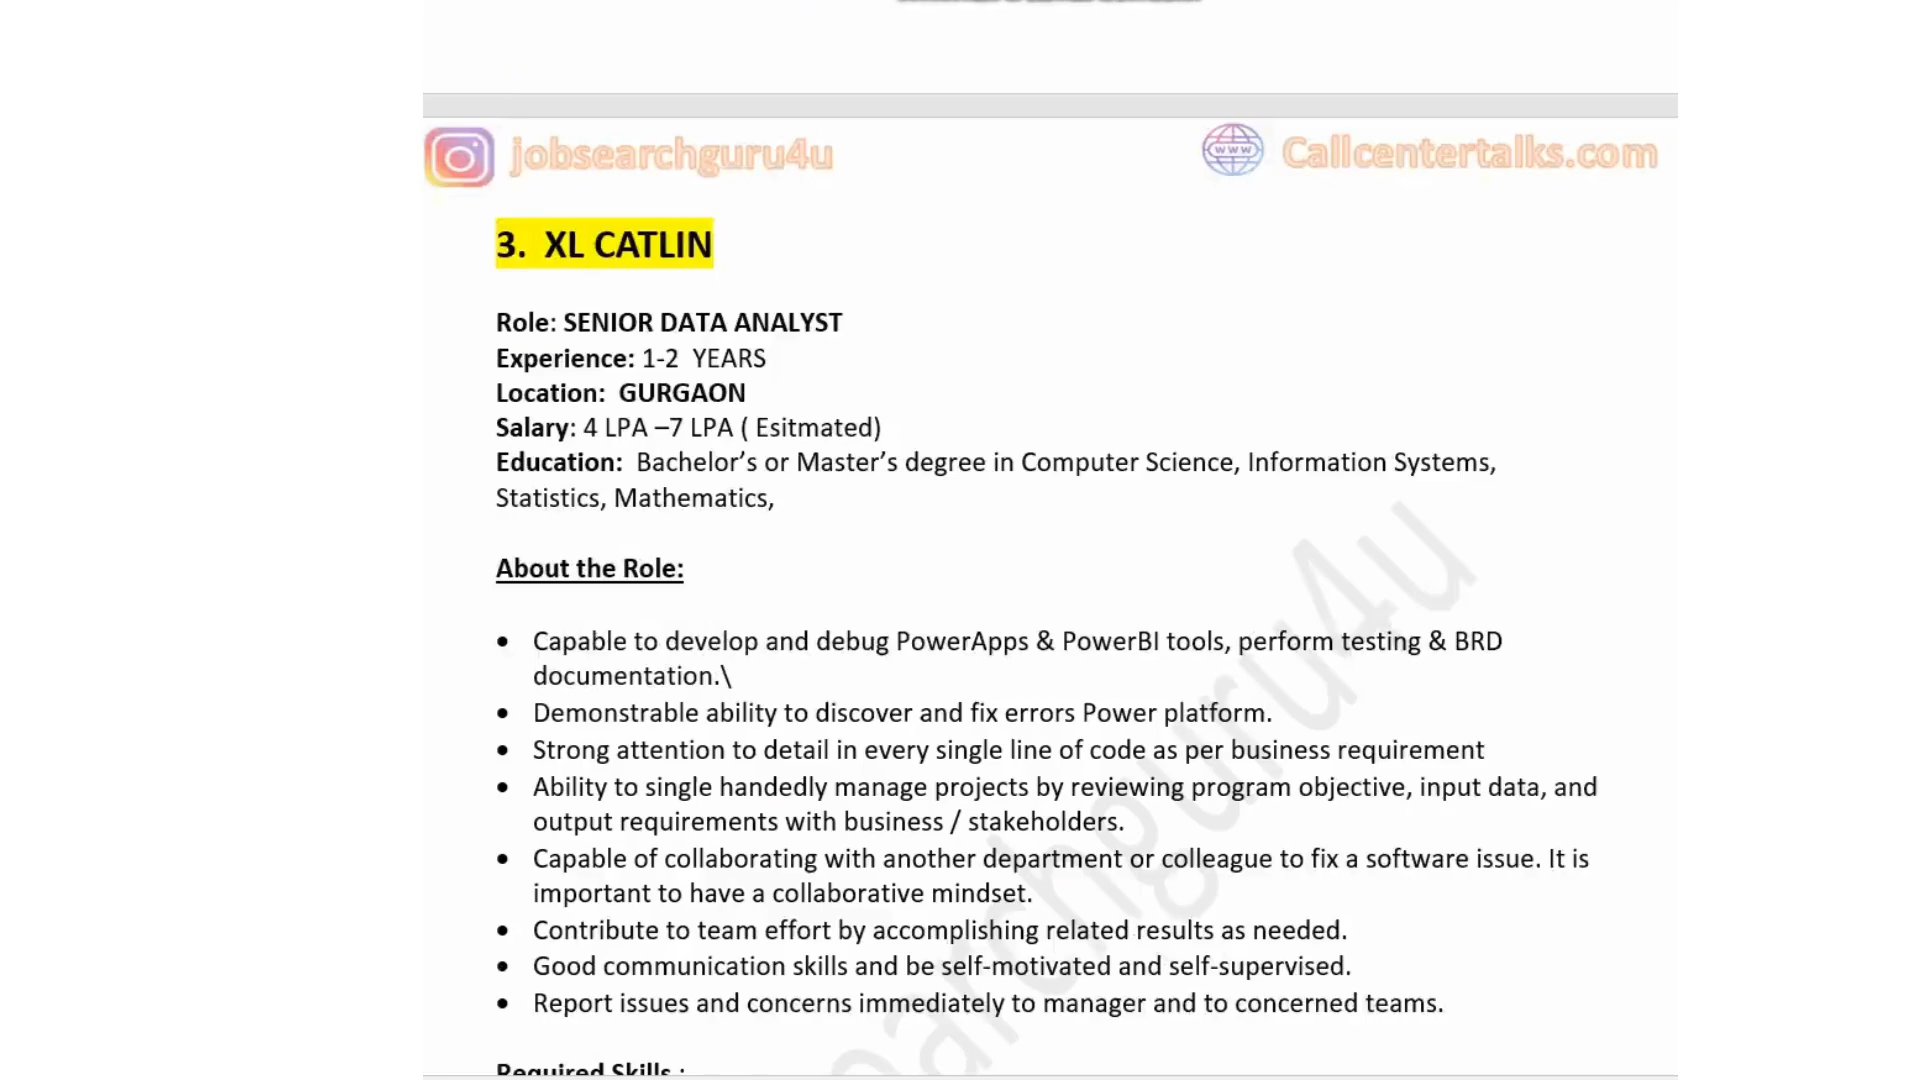 jobsearchguru4u
www Callcentertalks.com
3. XL CATLIN
Role: SENIOR DATA ANALYST
Experience: 1-2 YEARS
Location: GURGAON
Salary: 4 LPA –7 LPA ( Esitmated)
Education: Bachelor’s or Master’s degree in Computer Science, Information Systems,
Statistics, Mathematics,
About the Role:
• Capable to develop and debug PowerApps & PowerBI tools, perform testing & BRD
documentation.\
• Demonstrable ability to discover and fix errors Power platform.
• Strong attention to detail in every single line of code as per business requirement
• Ability to single handedly manage projects by reviewing program objective, input data, and
output requirements with business / stakeholders.
• Capable of collaborating with another department or colleague to fix a software issue. It is
important to have a collaborative mindset.
• Contribute to team effort by accomplishing related results as needed.
• Good communication skills and be self-motivated and self-supervised.
• Report issues and concerns immediately to manager and to concerned teams.
Required Skills :
archguru4u